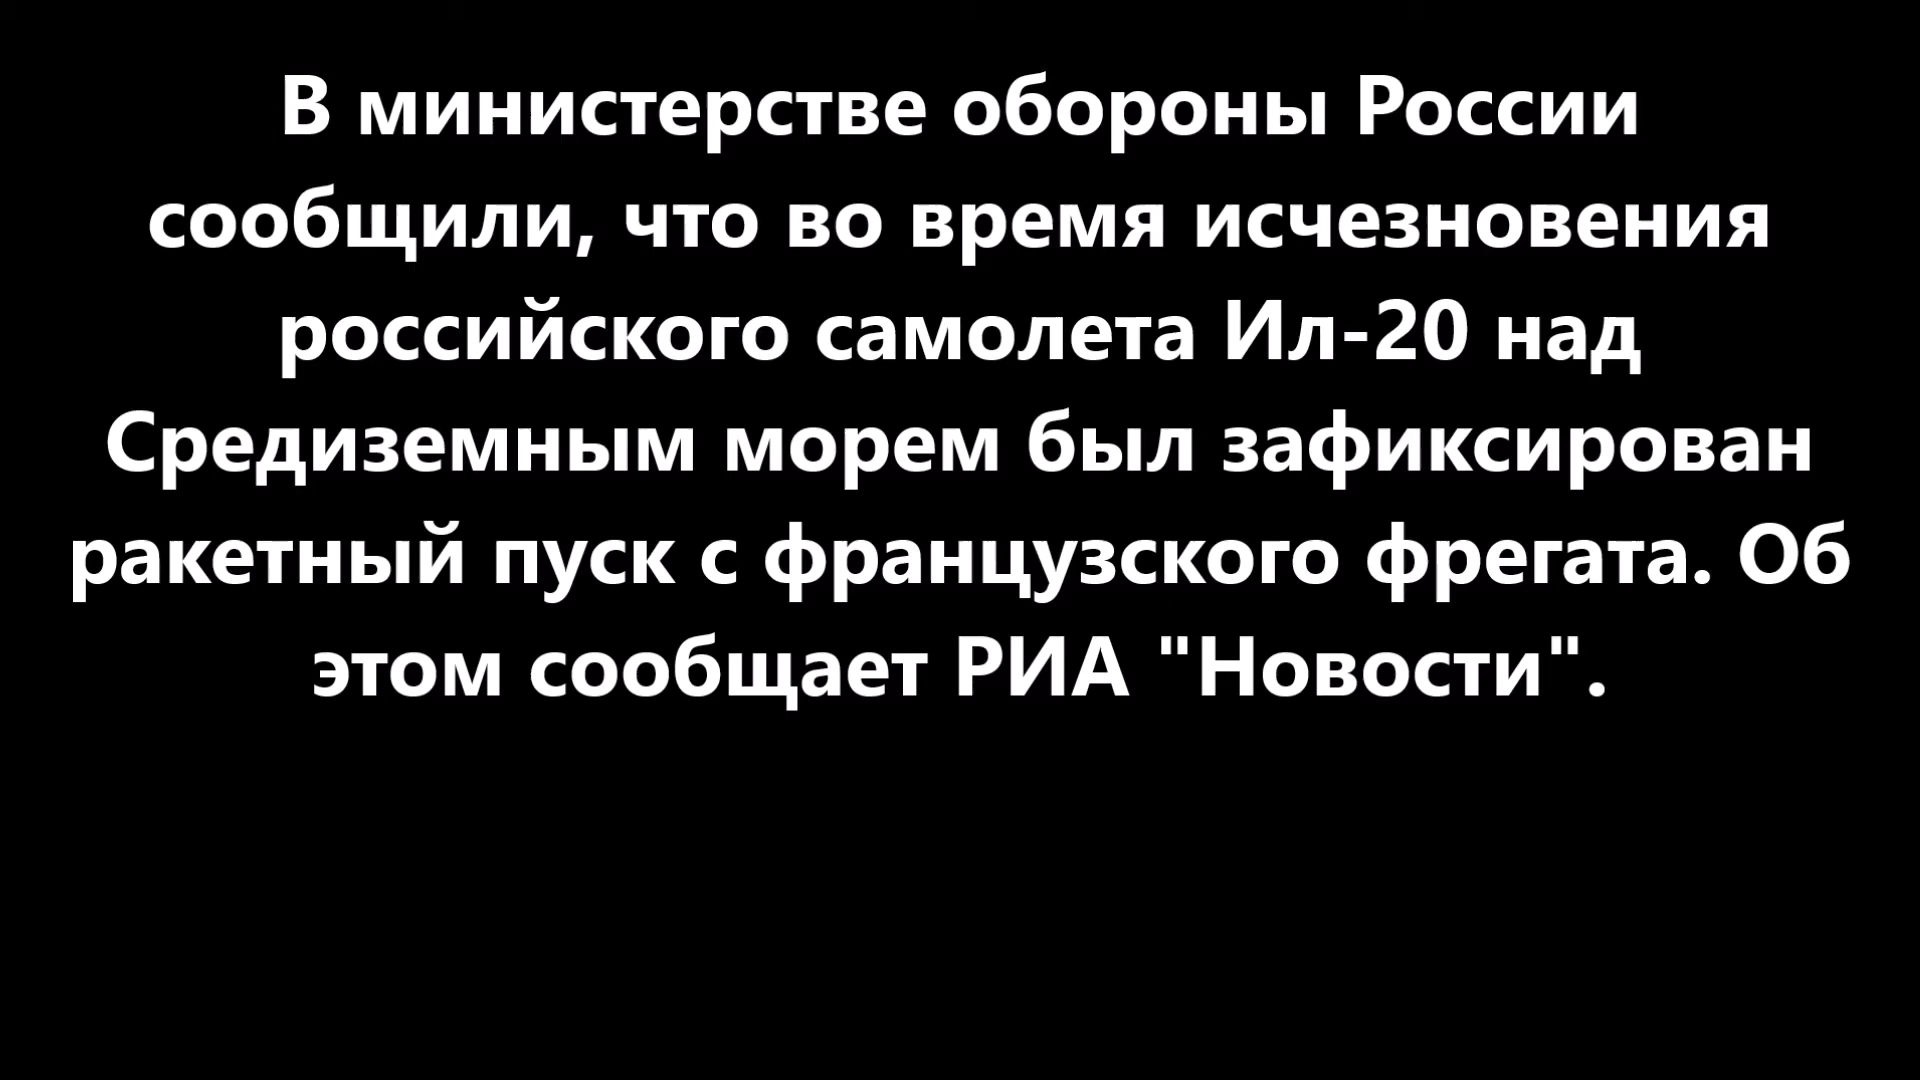 В министерстве обороны России
сообщили, что во время исчезновения
российского самолета Ил-20 над
Средиземным морем был зафиксирован
ракетный пуск с французского фрегата. Об
этом сообщает РИА "Новости".